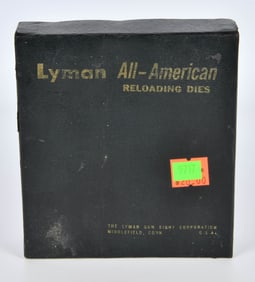 Lyman All-American
RELOADING DIES
THE LYMAN GUN SIGHT CORPORATION
MIDDLEFIELD, CONN. U.S.A.